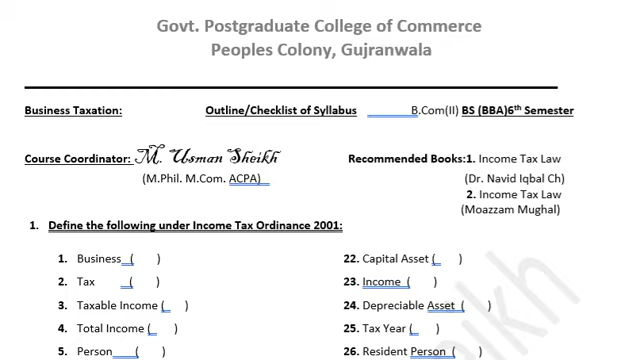 Govt. Postgraduate College of Commerce
Peoples Colony, Gujranwala
Business Taxation: Outline/Checklist of Syllabus ______B.Com(II) BS (BBA)6th Semester
Course Coordinator: M. Usman Sheikh Recommended Books:1. Income Tax Law
(M.Phil. M.Com. ACPA) (Dr. Navid Iqbal Ch)
2. Income Tax Law
(Moazzam Mughal)
1. Define the following under Income Tax Ordinance 2001:
1. Business ( )
2. Tax ( )
3. Taxable Income ( )
4. Total Income ( )
5. Person ( )
22. Capital Asset ( )
23. Income ( )
24. Depreciable Asset ( )
25. Tax Year ( )
26. Resident Person ( )